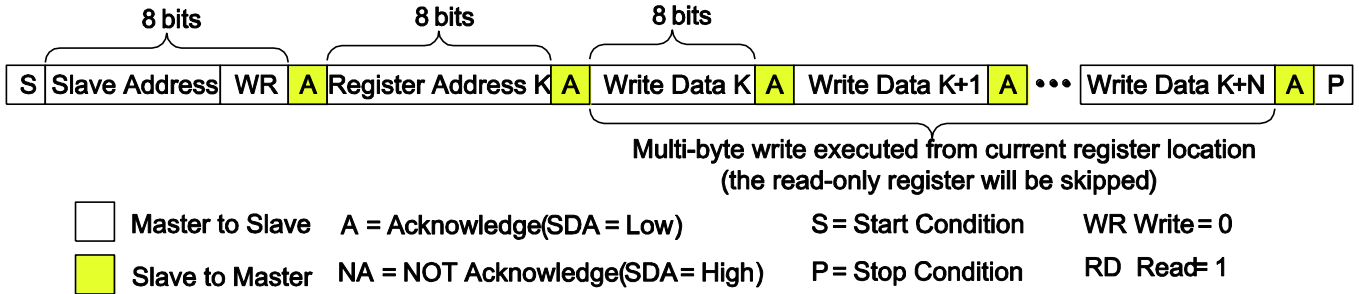 8 bits 8 bits 8 bits
S Slave Address WR A Register Address K A Write Data K A Write Data K+1 A ••• Write Data K+N A P
Multi-byte write executed from current register location
(the read-only register will be skipped)
Master to Slave A = Acknowledge(SDA = Low) S = Start Condition WR Write = 0
Slave to Master NA = NOT Acknowledge(SDA = High) P = Stop Condition RD Read= 1